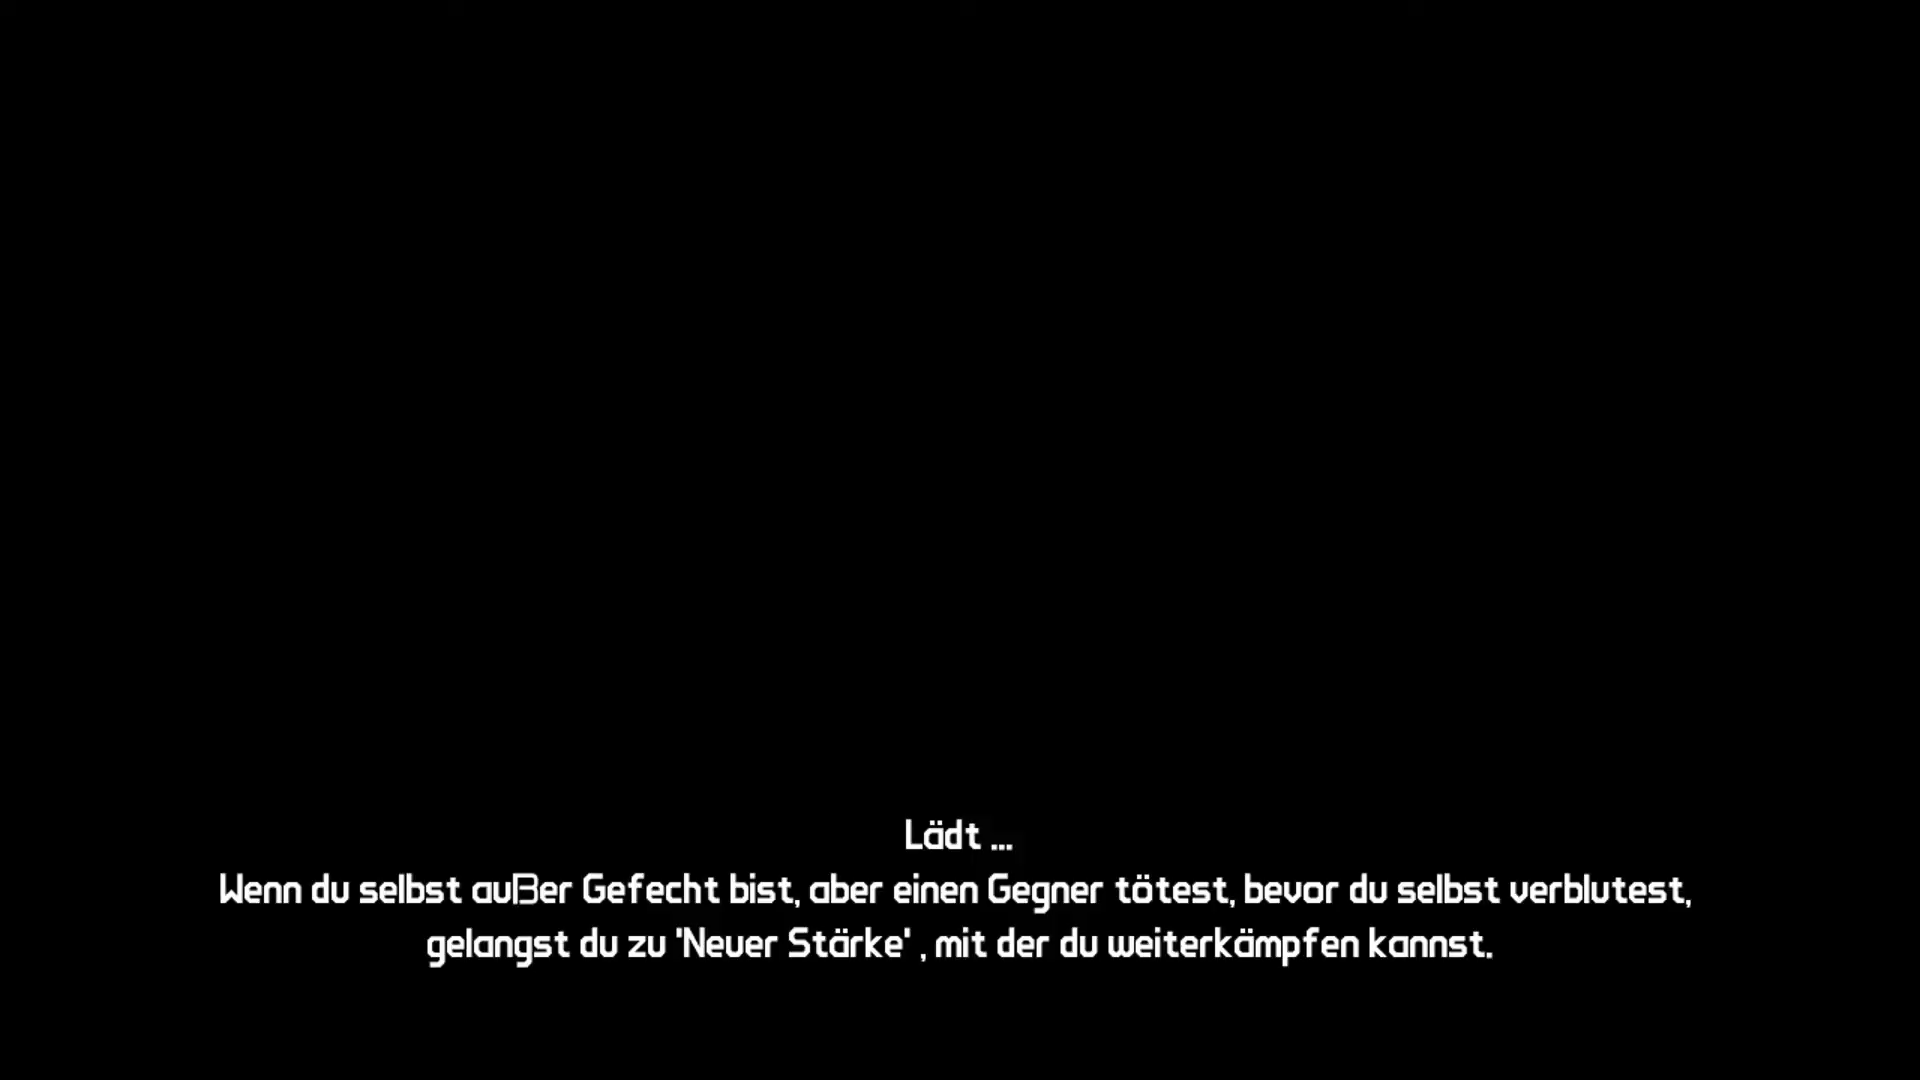 Lädt ...
Wenn du selbst außer Gefecht bist, aber einen Gegner tötest, bevor du selbst verblutest,
gelangst du zu 'Neuer Stärke' , mit der du weiterkämpfen kannst.